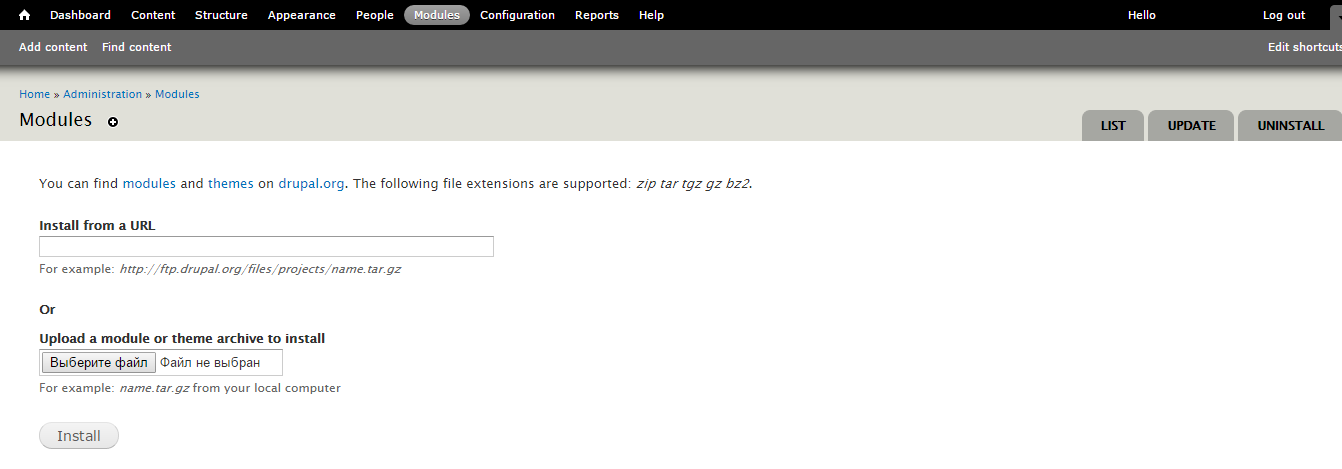 Dashboard Content Structure Appearance People Modules Configuration Reports Help Hello Log out
Add content Find content Edit shortcuts
Home » Administration » Modules
Modules
LIST UPDATE UNINSTALL
You can find modules and themes on drupal.org. The following file extensions are supported: zip tar tgz gz bz2.
Install from a URL
For example: http://ftp.drupal.org/files/projects/name.tar.gz
Or
Upload a module or theme archive to install
Выберите файл Файл не выбран
For example: name.tar.gz from your local computer
Install